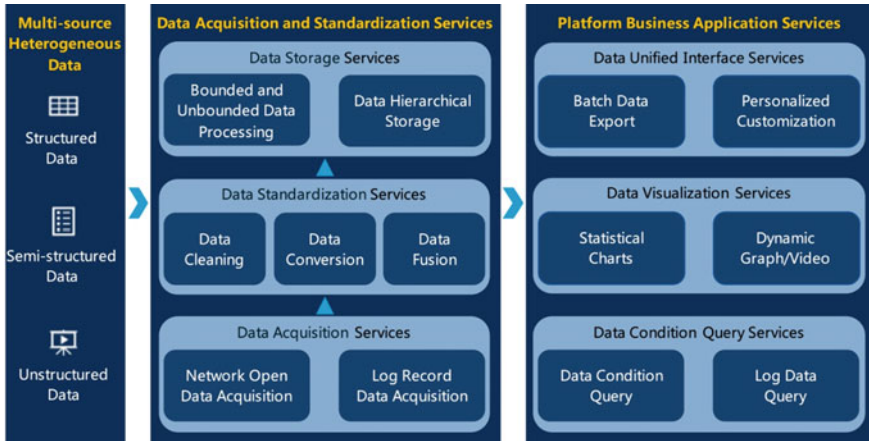 Multi-source
Heterogeneous
Data
Structured
Data
Semi-structured
Data
Unstructured
Data
Data Acquisition and Standardization Services
Data Storage Services
Bounded and
Unbounded Data
Processing
Data Hierarchical
Storage
Data Standardization Services
Data
Cleaning
Data
Conversion
Data
Fusion
Data Acquisition Services
Network Open
Data Acquisition
Log Record
Data Acquisition
Platform Business Application Services
Data Unified Interface Services
Batch Data
Export
Personalized
Customization
Data Visualization Services
Statistical
Charts
Dynamic
Graph/Video
Data Condition Query Services
Data Condition
Query
Log Data
Query